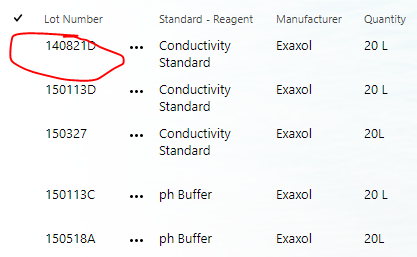 ✓ Lot Number Standard - Reagent Manufacturer Quantity
140821D ••• Conductivity Exaxol 20 L
Standard
150113D ••• Conductivity Exaxol 20 L
Standard
150327 ••• Conductivity Exaxol 20L
Standard
150113C ••• ph Buffer Exaxol 20 L
150518A ••• ph Buffer Exaxol 20L